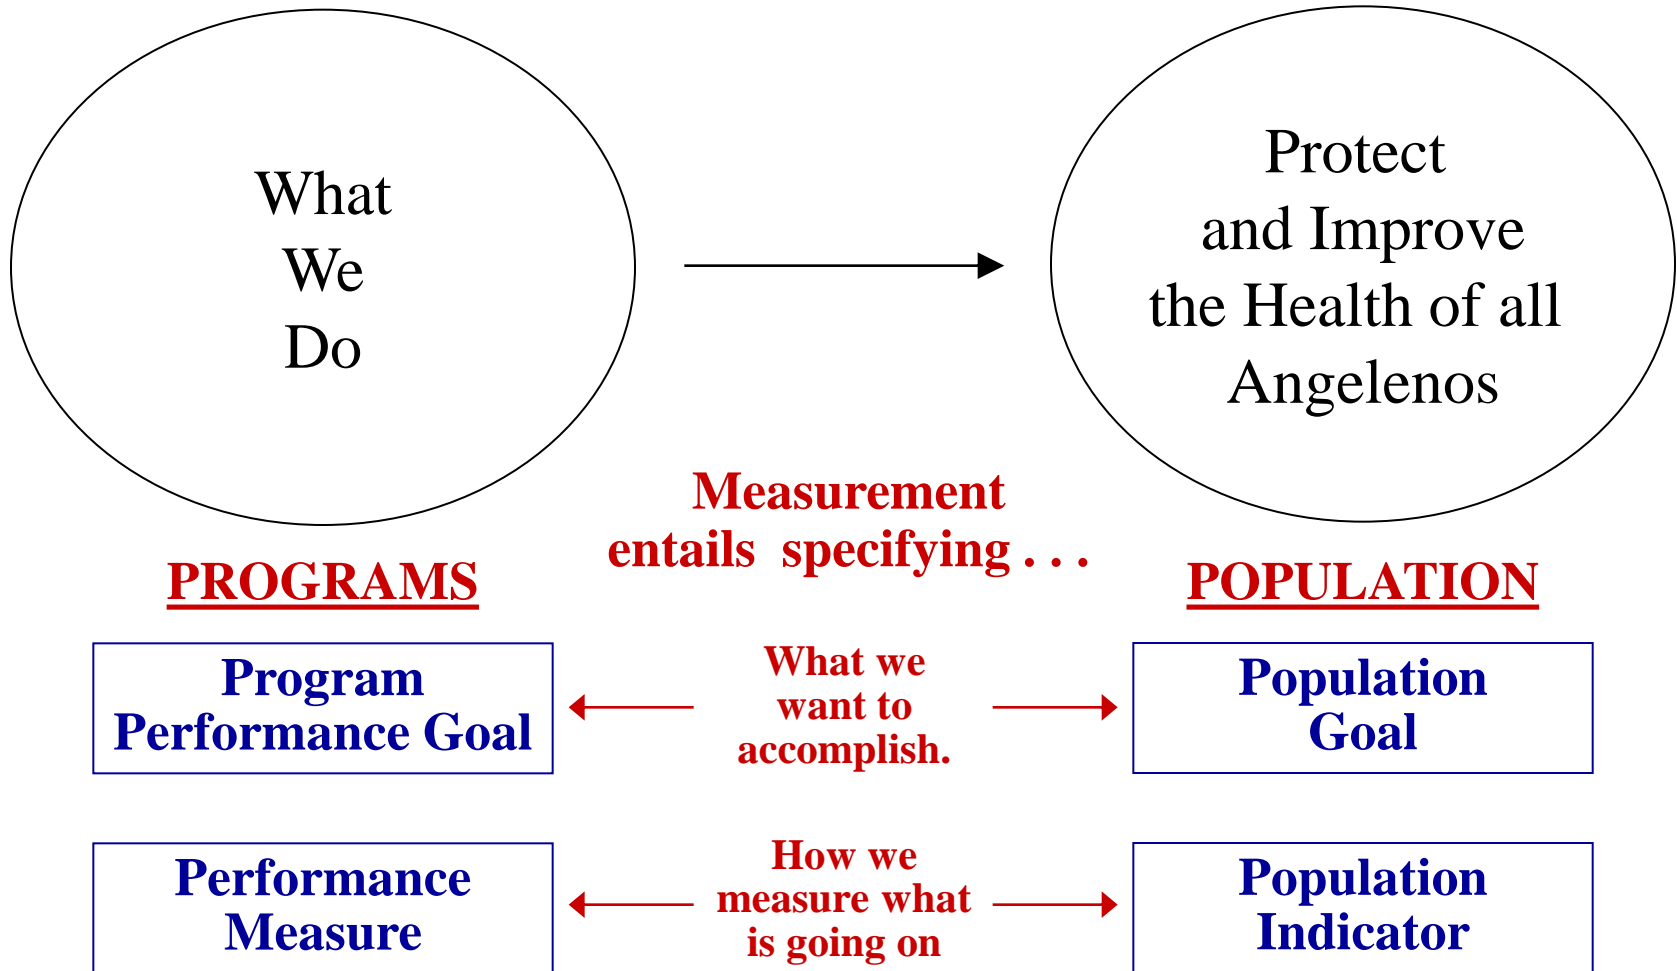 What
We
Do
Protect
and Improve
the Health of all
Angelenos
Measurement
entails specifying . . .
PROGRAMS
POPULATION
Program
Performance Goal
What we
want to
accomplish.
Population
Goal
Performance
Measure
How we
measure what
is going on
Population
Indicator